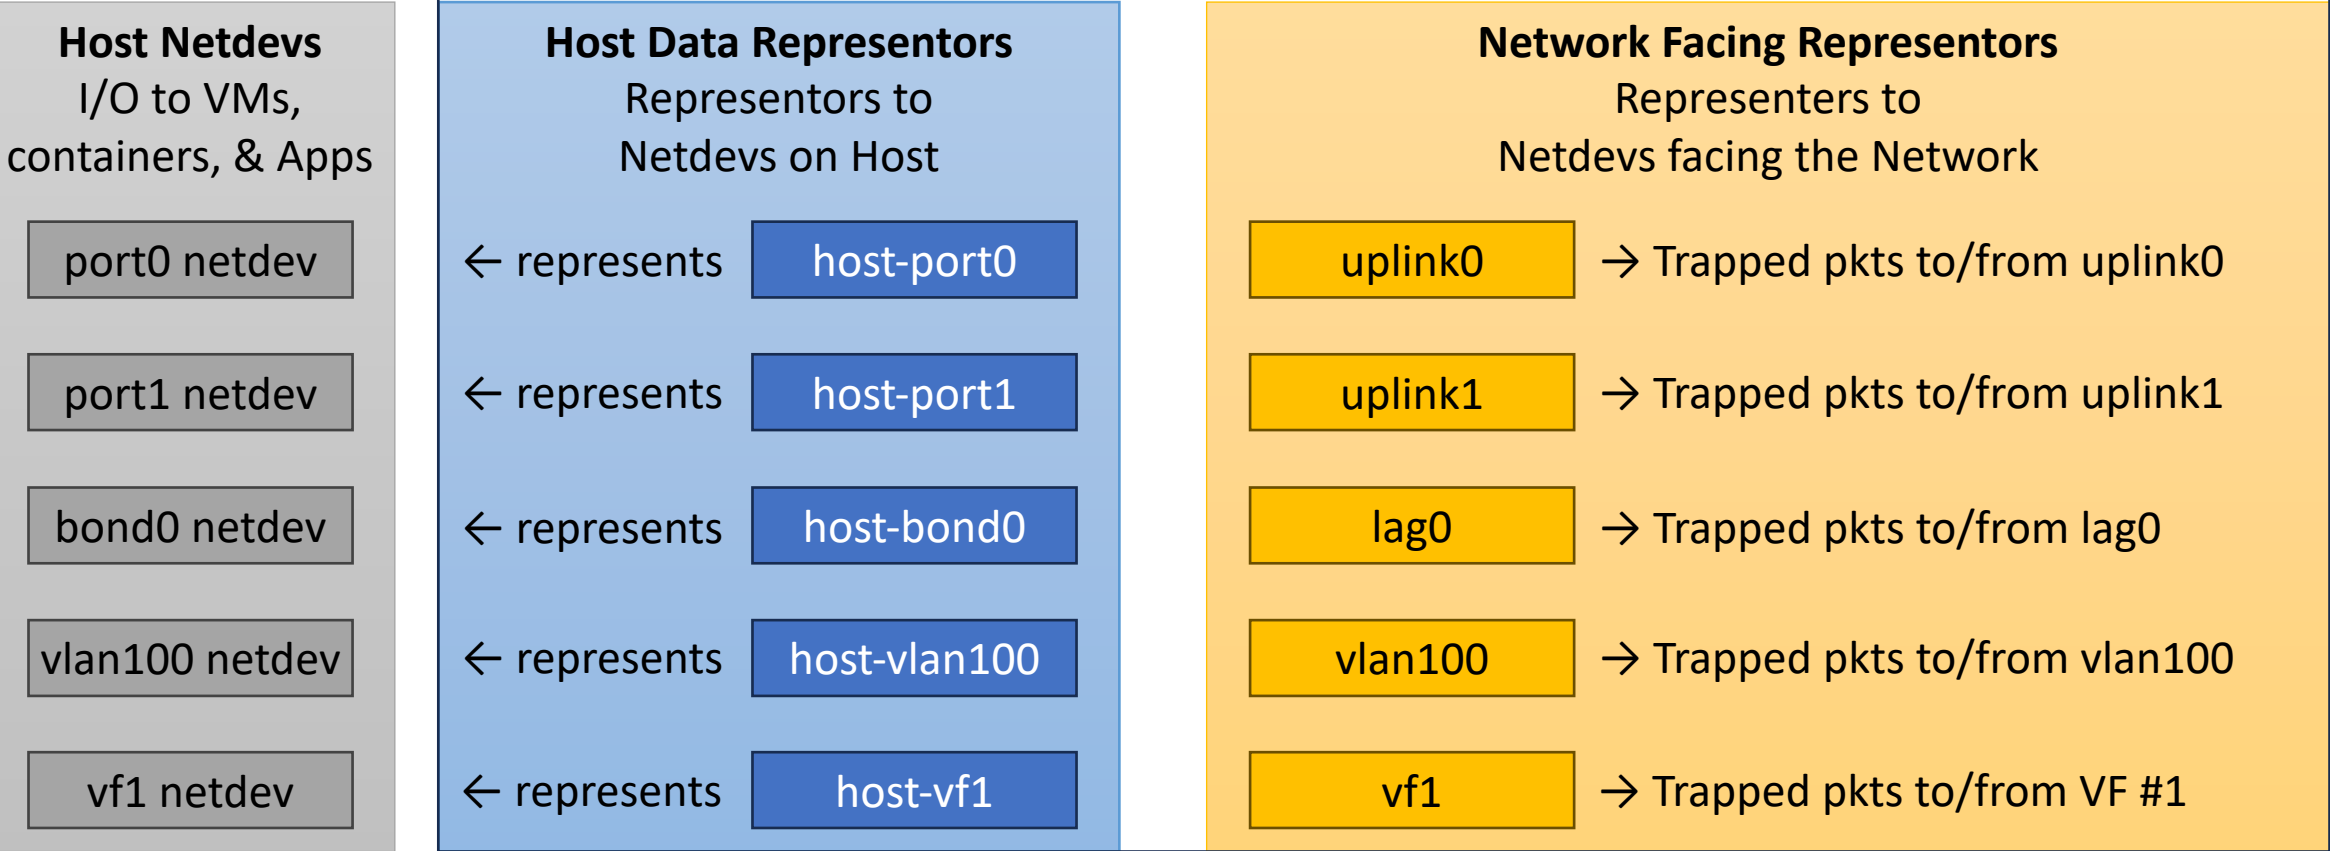 Host Netdevs
I/O to VMs,
containers, & Apps
port0 netdev
port1 netdev
bond0 netdev
vlan100 netdev
vf1 netdev
Host Data Representors
Representors to
Netdevs on Host
← represents host-port0
← represents host-port1
← represents host-bond0
← represents host-vlan100
← represents host-vf1
Network Facing Representors
Representers to
Netdevs facing the Network
uplink0 → Trapped pkts to/from uplink0
uplink1 → Trapped pkts to/from uplink1
lag0 → Trapped pkts to/from lag0
vlan100 → Trapped pkts to/from vlan100
vf1 → Trapped pkts to/from VF #1